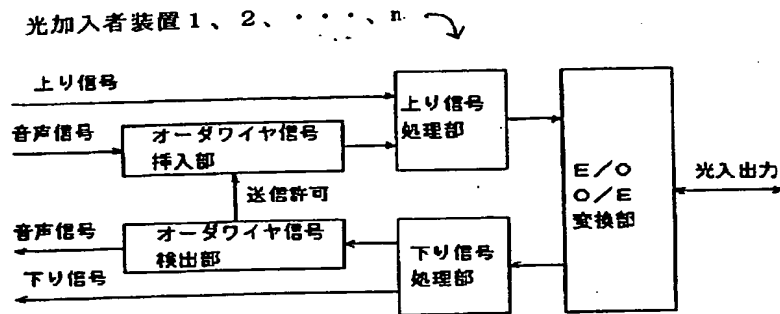 光加入者装置1、2、・・・、n
上り信号
上り信号
処理部
音声信号
オーダワイヤ信号
挿入部
E/O
O/E
変換部
光入出力
送信許可
音声信号
オーダワイヤ信号
検出部
下り信号
下り信号
処理部